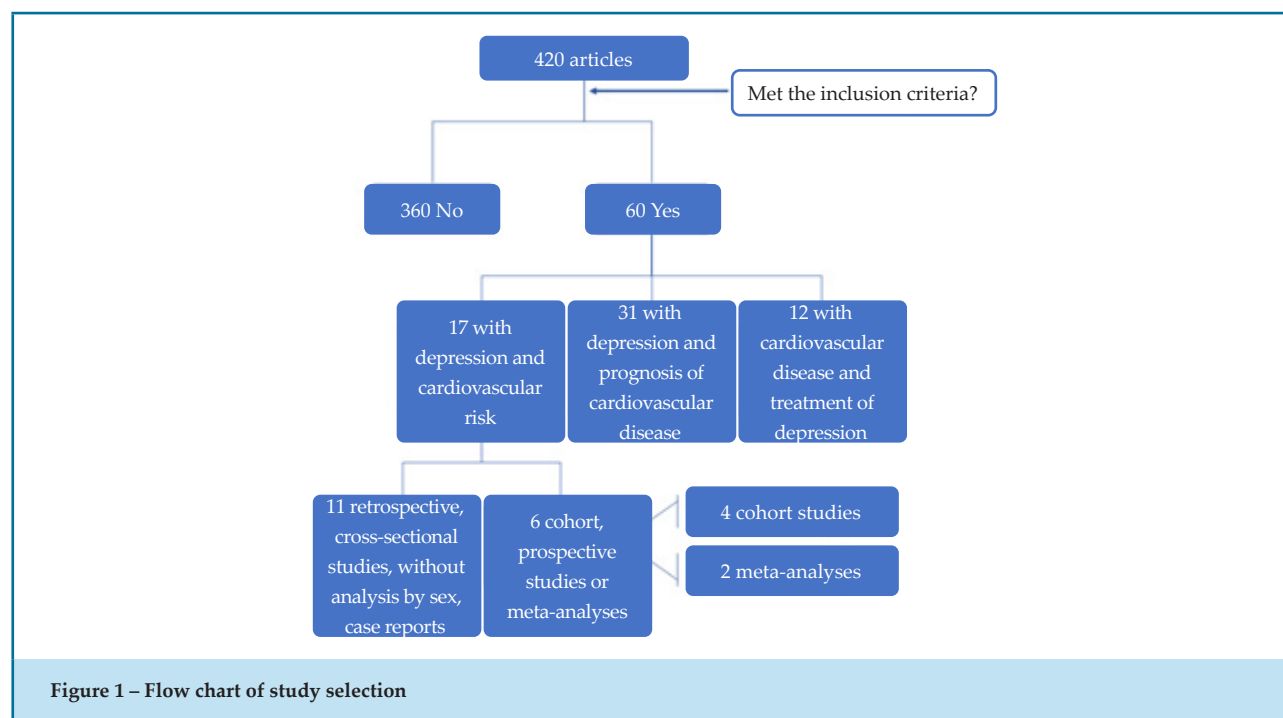 420 articles
Met the inclusion criteria?
360 No
60 Yes
17 with
depression and
cardiovascular
risk
31 with
depression and
prognosis of
cardiovascular
disease
12 with
cardiovascular
disease and
treatment of
depression
11 retrospective,
cross-sectional
studies, without
analysis by sex,
case reports
6 cohort,
prospective
studies or
meta-analyses
4 cohort studies
2 meta-analyses
Figure 1 – Flow chart of study selection